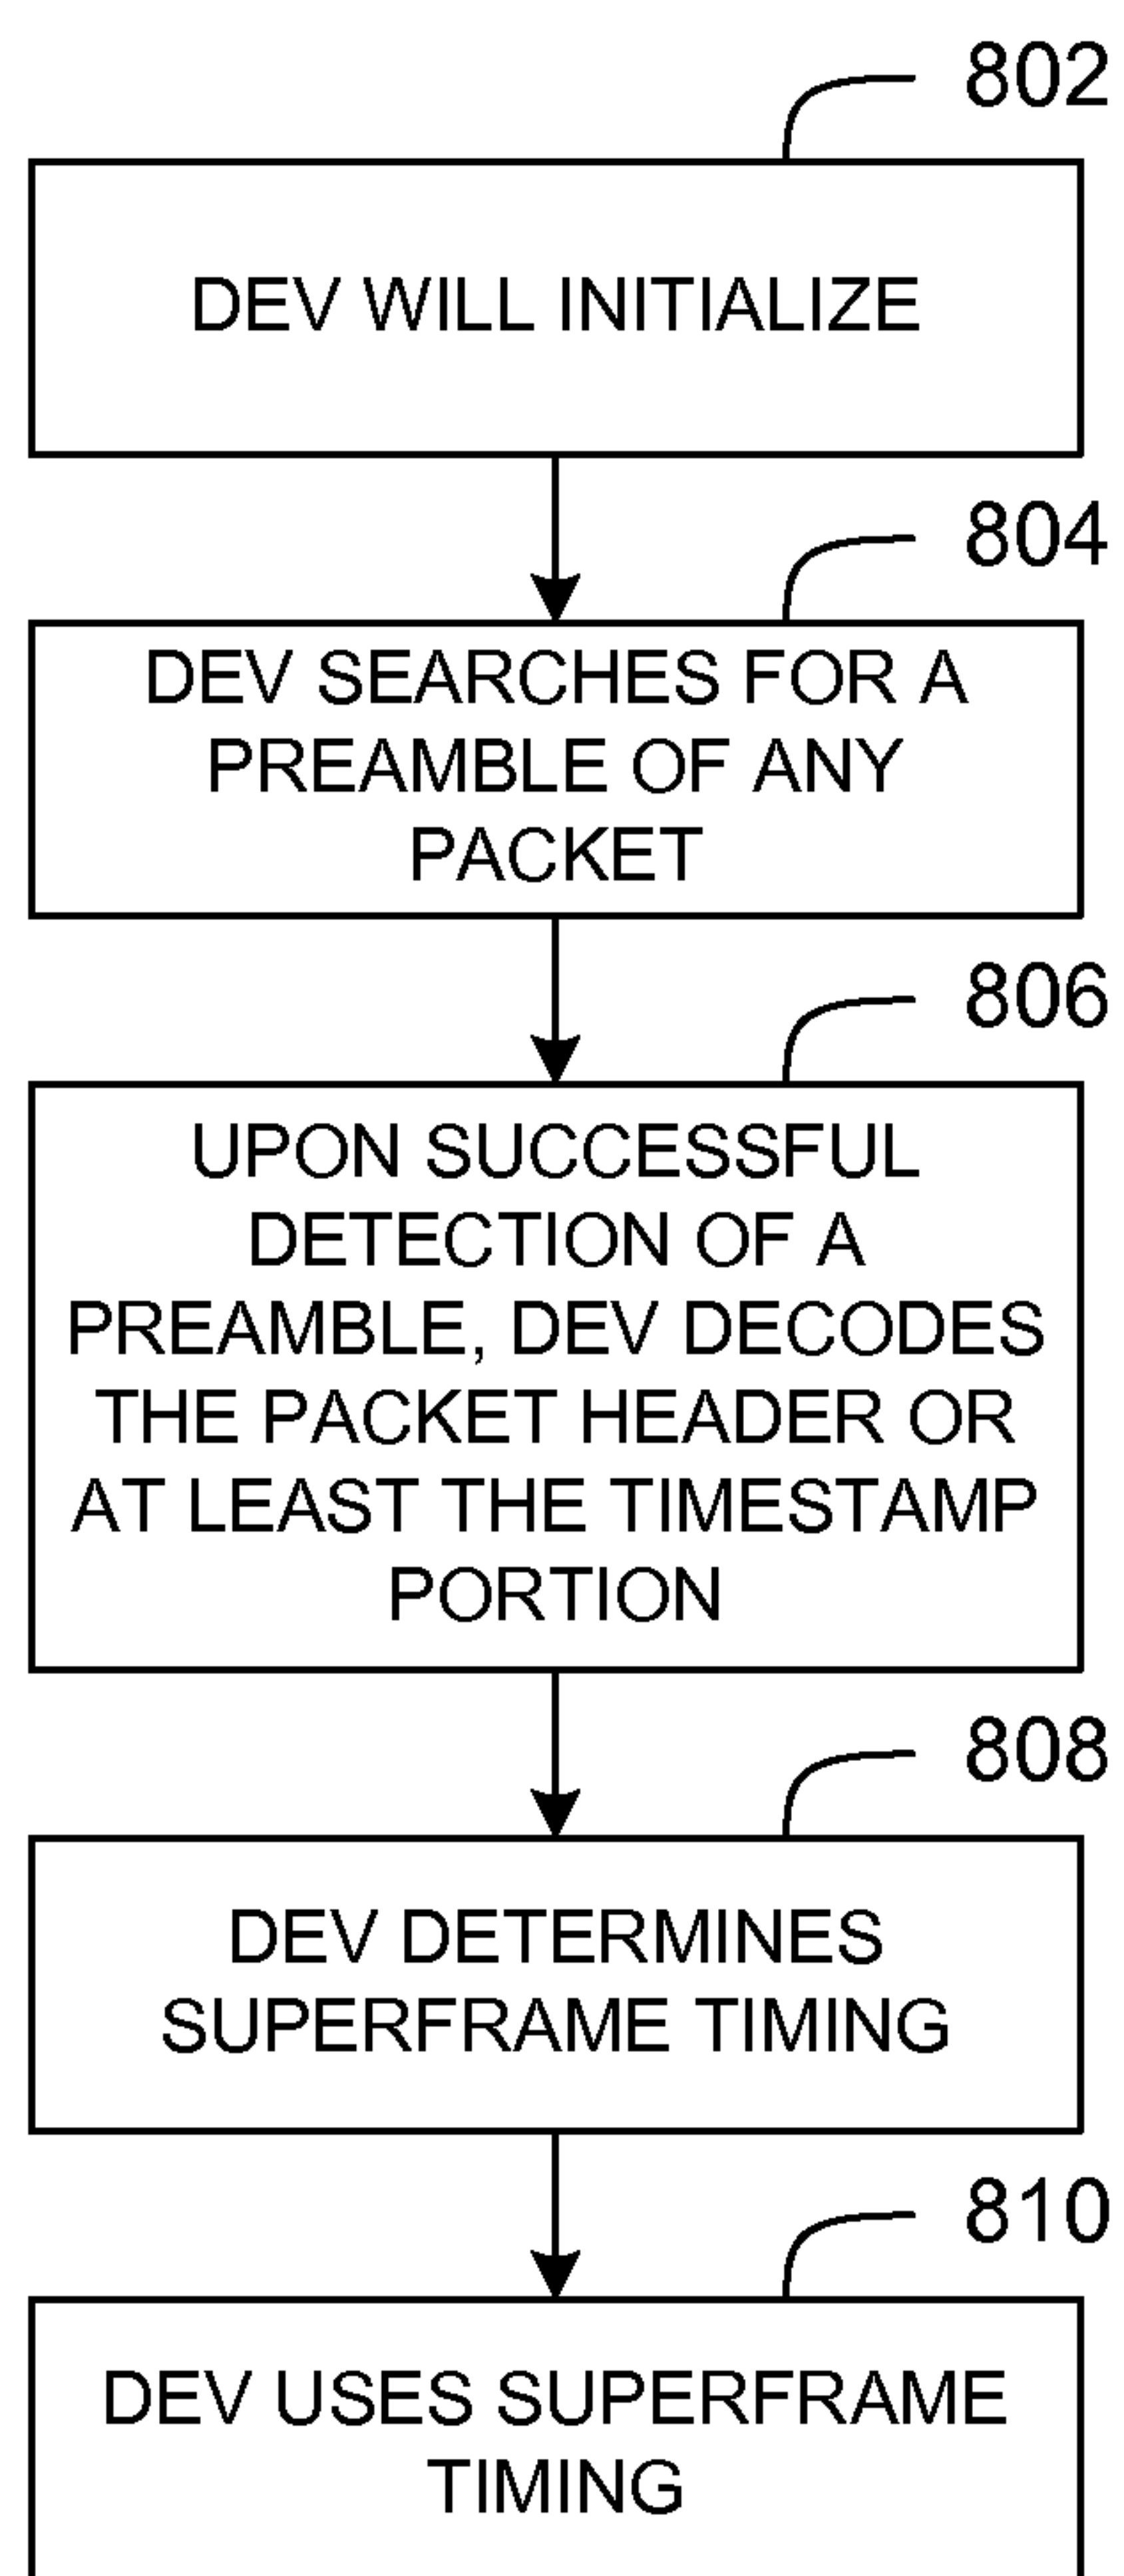 802
DEV WILL INITIALIZE
804
DEV SEARCHES FOR A
PREAMBLE OF ANY
PACKET
806
UPON SUCCESSFUL
DETECTION OF A
PREAMBLE, DEV DECODES
THE PACKET HEADER OR
AT LEAST THE TIMESTAMP
PORTION
808
DEV DETERMINES
SUPERFRAME TIMING
810
DEV USES SUPERFRAME
TIMING